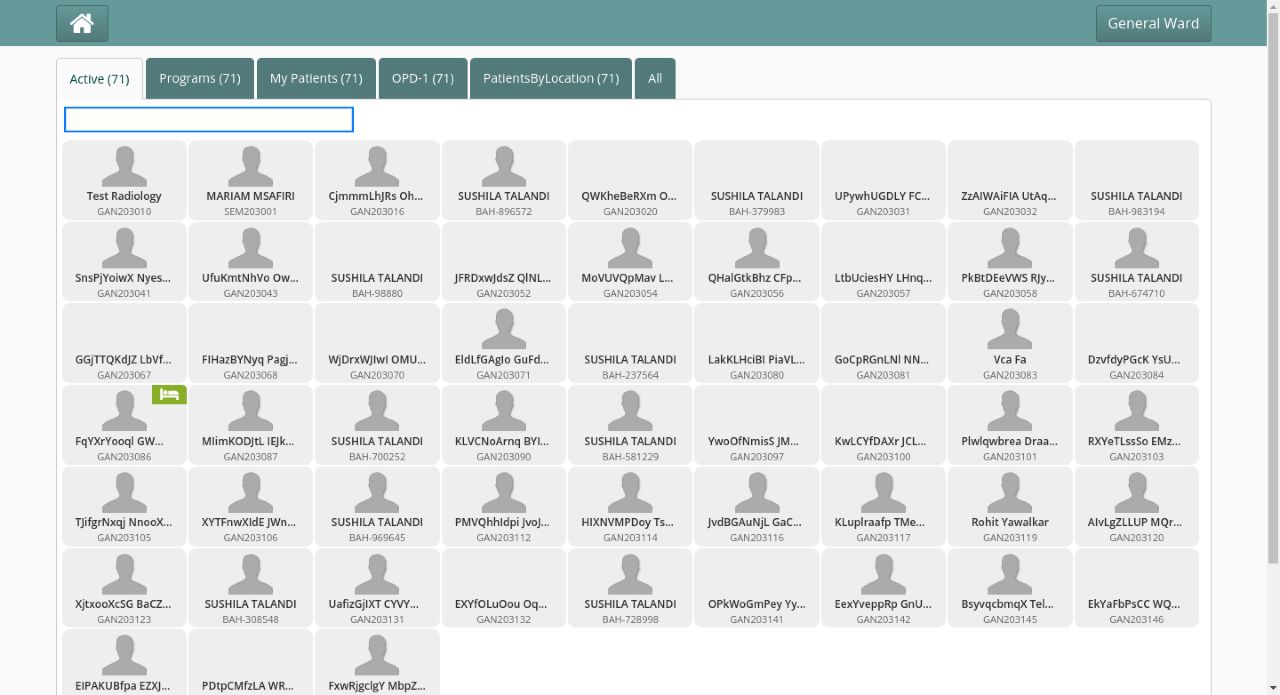 General Ward
Active (71)
Programs (71)
My Patients (71)
OPD-1 (71)
PatientsByLocation (71)
All
Test Radiology
GAN203010
MARIAM MSAFIRI
SEM203001
CjmmmLhJRs Oh...
GAN203016
SUSHILA TALANDI
BAH-896572
QWKheBeRXm O...
GAN203020
SUSHILA TALANDI
BAH-379983
UPywhUGDLY FC...
GAN203031
ZzAIWAiFIA UtAq...
GAN203032
SUSHILA TALANDI
BAH-983194
SnsPjYoiwX Nyes...
GAN203041
UfuKmtNhVo Ow...
GAN203043
SUSHILA TALANDI
BAH-98880
JFRDxwJdsZ QlNL...
GAN203052
MoVUVQpMav L...
GAN203054
QHalGtkBhz CFp...
GAN203056
LtbUciesHY LHnq...
GAN203057
PkBtDEeVWS RJy...
GAN203058
SUSHILA TALANDI
BAH-674710
GGjTTQKdJZ LbVf...
GAN203067
FIHazBYNyq Pagj...
GAN203068
WjDrxWJIwI OMU...
GAN203070
EldLfGAgIo GuFd...
GAN203071
SUSHILA TALANDI
BAH-237564
LakKLHciBI PiaVL...
GAN203080
GoCpRGnLNl NN...
GAN203081
Vca Fa
GAN203083
DzvfdyPGcK YsU...
GAN203084
FqYXrYooql GW...
GAN203086
MIimKODJtL IEJk...
GAN203087
SUSHILA TALANDI
BAH-700252
KLVCNoArnq BYI...
GAN203090
SUSHILA TALANDI
BAH-581229
YwoOfNmisS JM...
GAN203097
KwLCYfDAXr JCL...
GAN203100
Plwlqwbrea Draa...
GAN203101
RXYeTLssSo EMz...
GAN203103
TJifgrNxqj NnooX...
GAN203105
XYTFnwXIdE JWn...
GAN203106
SUSHILA TALANDI
BAH-969645
PMVQhhIdpi JvoJ...
GAN203112
HIXNVMPDoy Ts...
GAN203114
JvdBGAuNjL GaC...
GAN203116
KLuplraafp TMe...
GAN203117
Rohit Yawalkar
GAN203119
AIvLgZLLUP MQr...
GAN203120
XjtxooXcSG BaCZ...
GAN203123
SUSHILA TALANDI
BAH-308548
UafizGjIXT CYVY...
GAN203131
EXYfOLuOou Oq...
GAN203132
SUSHILA TALANDI
BAH-728998
OPkWoGmPey Yy...
GAN203141
EexYveppRp GnU...
GAN203142
BsyvqcbmqX Tel...
GAN203145
EkYaFbPsCC WQ...
GAN203146
EIPAKUBfpa EZXJ...
PDtpCMfzLA WR...
FxwRjgclgY MbpZ...